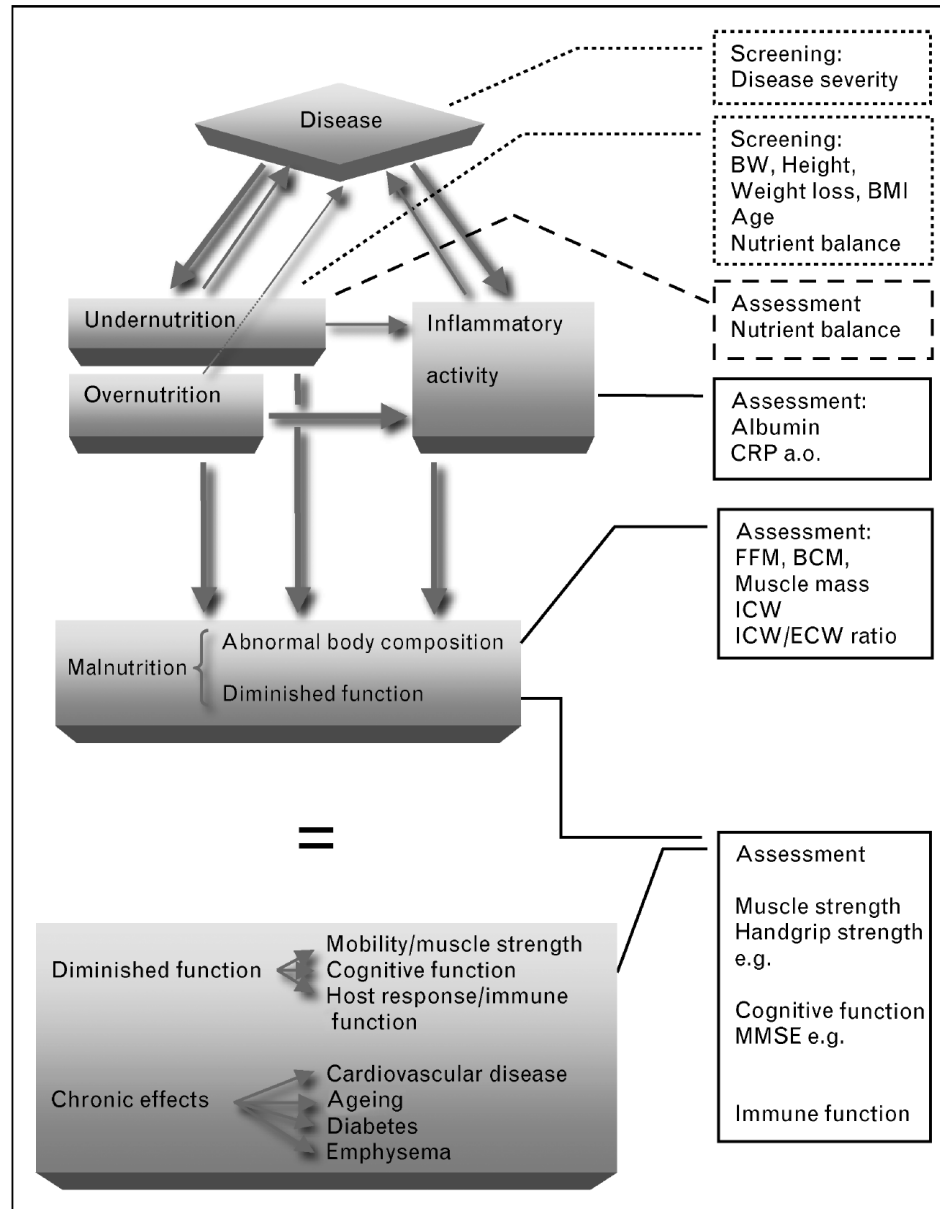 Disease
Undernutrition
Overnutrition
Inflammatory
activity
Malnutrition
Abnormal body composition
Diminished function
=
Diminished function
Mobility/muscle strength
Cognitive function
Host response/immune
function
Chronic effects
Cardiovascular disease
Ageing
Diabetes
Emphysema
Screening:
Disease severity
Screening:
BW, Height,
Weight loss, BMI
Age
Nutrient balance
Assessment
Nutrient balance
Assessment:
Albumin
CRP a.o.
Assessment:
FFM, BCM,
Muscle mass
ICW
ICW/ECW ratio
Assessment
Muscle strength
Handgrip strength
e.g.
Cognitive function
MMSE e.g.
Immune function